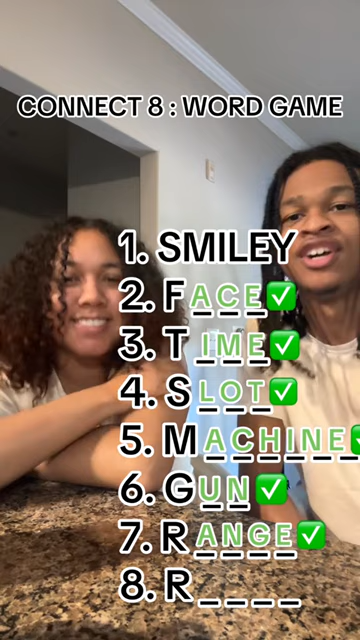 CONNECT 8 : WORD GAME
1. SMILEY
2. FACE✅
3. TIME✅
4. SLOT✅
5. MACHINE✅
6. GUN✅
7. RANGE✅
8. R_ _ _ _